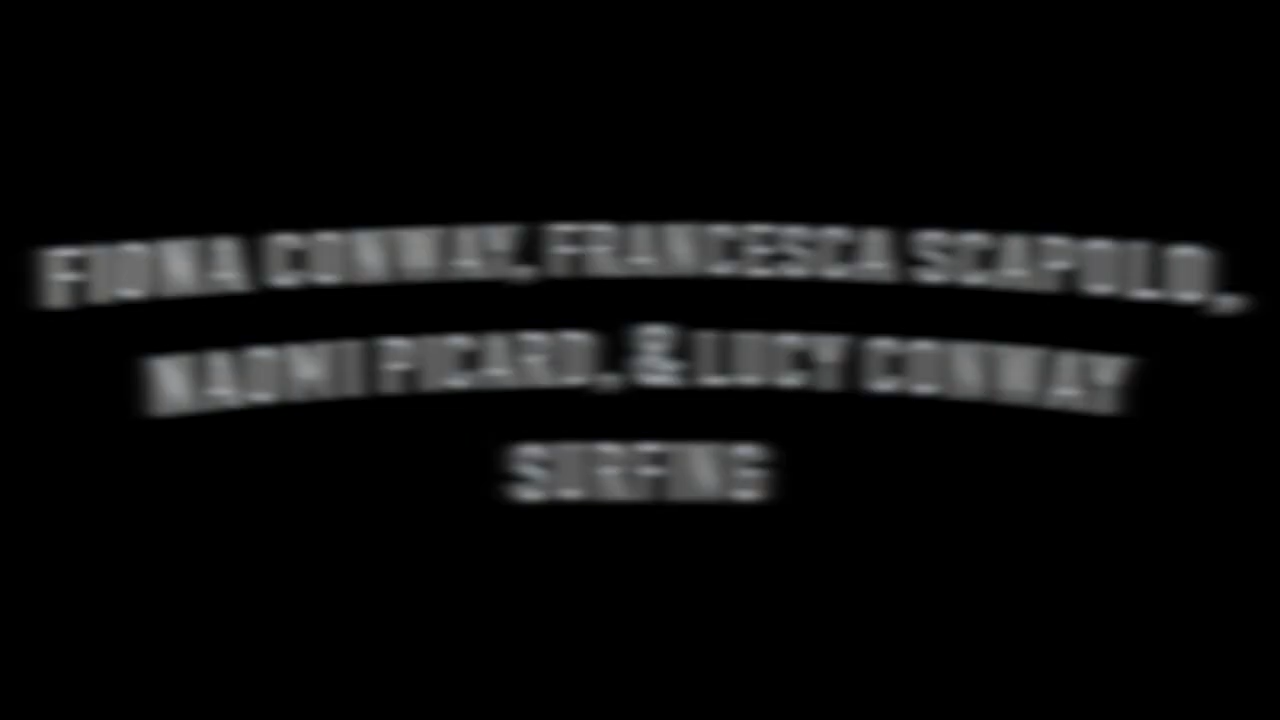 FIONA CONWAY, FRANCESCA SCAPOLO,
NAOMI PICARD, & LUCY CONWAY
SURFING